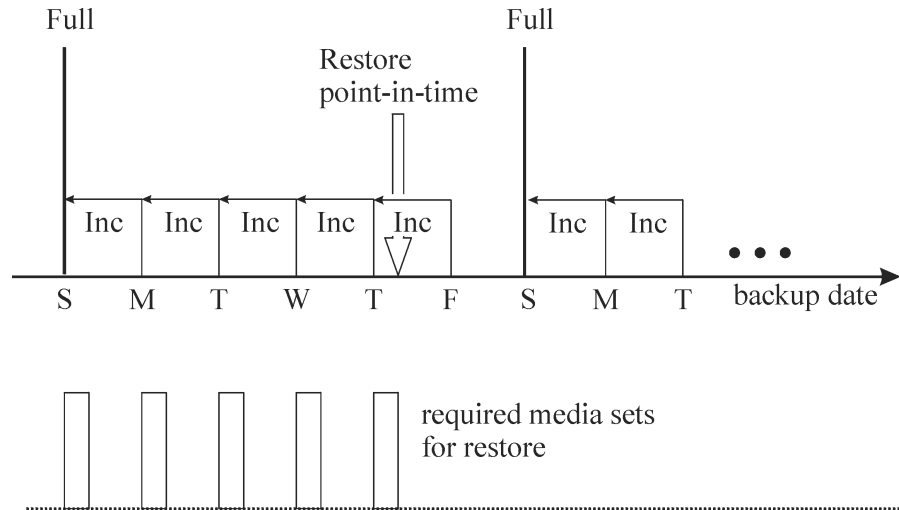 Full Full
Restore
point-in-time
Inc Inc Inc Inc Inc Inc Inc
S M T W T F S M T backup date
required media sets
for restore